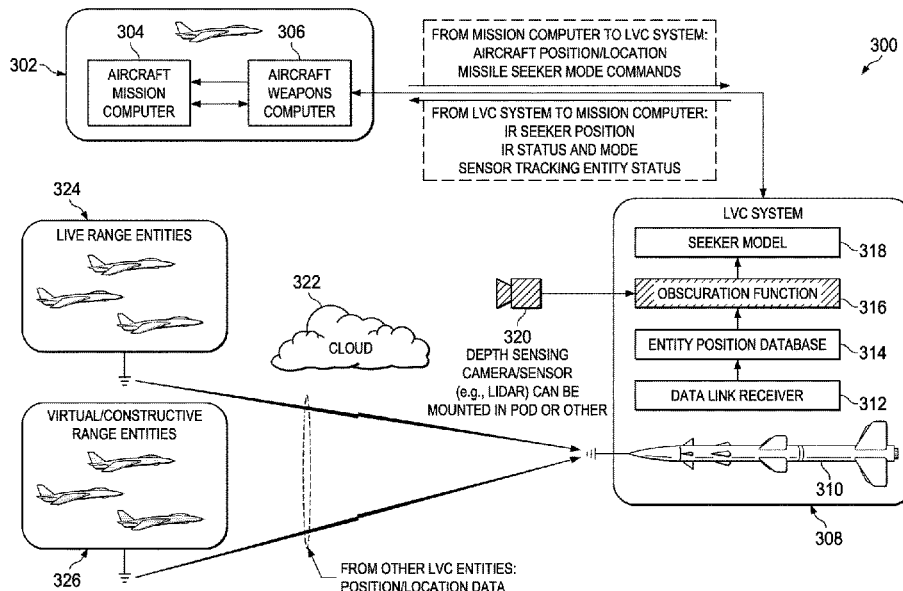 300
304
306
302
AIRCRAFT
MISSION
COMPUTER
AIRCRAFT
WEAPONS
COMPUTER
FROM MISSION COMPUTER TO LVC SYSTEM:
AIRCRAFT POSITION/LOCATION
MISSILE SEEKER MODE COMMANDS
FROM LVC SYSTEM TO MISSION COMPUTER:
IR SEEKER POSITION
IR STATUS AND MODE
SENSOR TRACKING ENTITY STATUS
324
LIVE RANGE ENTITIES
322
CLOUD
320
DEPTH SENSING
CAMERA/SENSOR
(e.g., LIDAR) CAN BE
MOUNTED IN POD OR OTHER
LVC SYSTEM
SEEKER MODEL
318
OBSCURATION FUNCTION
316
ENTITY POSITION DATABASE
314
DATA LINK RECEIVER
312
310
308
VIRTUAL/CONSTRUCTIVE
RANGE ENTITIES
326
FROM OTHER LVC ENTITIES:
POSITION/LOCATION DATA